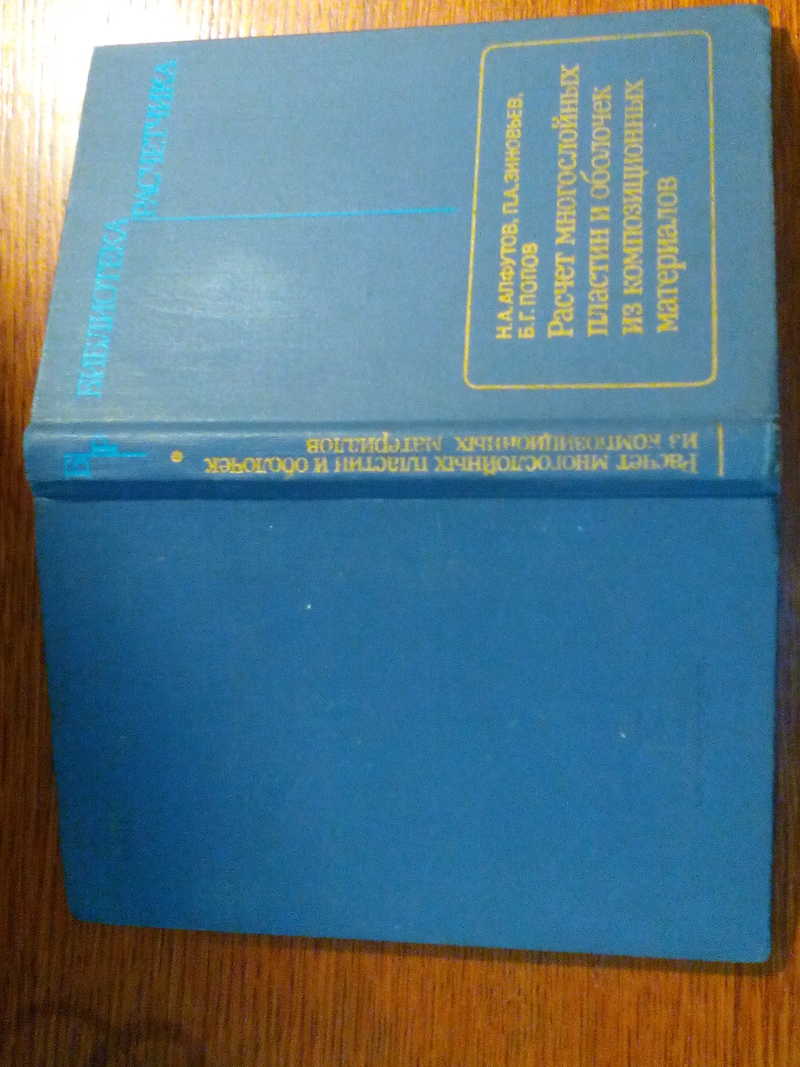 БИБЛИОТЕКА
РАСЧЕТЧИКА
Н.А.АЛФУТОВ, П.А.ЗИНОВЬЕВ,
Б.Г.ПОПОВ
Расчет многослойных
пластин и оболочек
из композиционных
материалов
БР
Расчет многослойных пластин и оболочек
из композиционных материалов